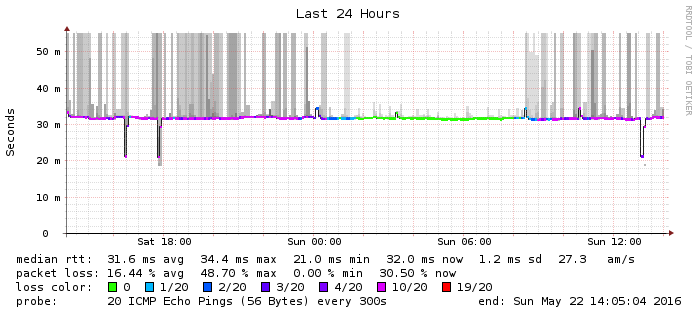 Last 24 Hours
RRDTOOL / TOBI OETIKER
Seconds
50 m
40 m
30 m
20 m
10 m
0
Sat 18:00 Sun 00:00 Sun 06:00 Sun 12:00
median rtt: 31.6 ms avg 34.4 ms max 21.0 ms min 32.0 ms now 1.2 ms sd 27.3 am/s
packet loss: 16.44 % avg 48.70 % max 0.00 % min 30.50 % now
loss color: 0 1/20 2/20 3/20 4/20 10/20 19/20
probe: 20 ICMP Echo Pings (56 Bytes) every 300s end: Sun May 22 14:05:04 2016